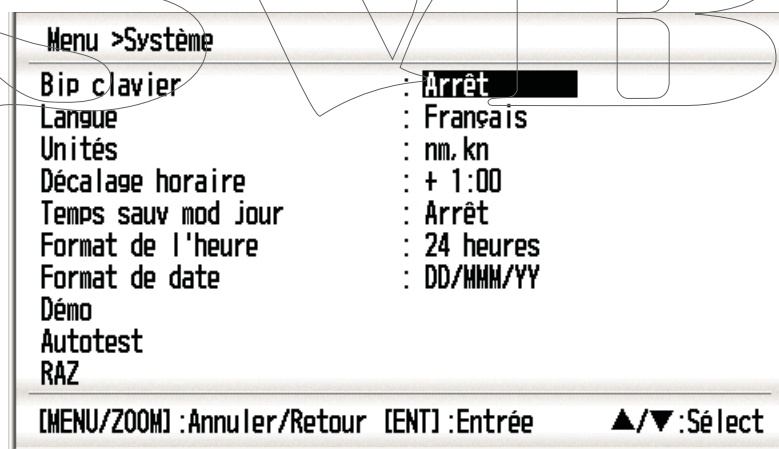 Menu >Système
Bip clavier : Arrêt
Langue : Français
Unités : nm,kn
Décalage horaire : + 1:00
Temps sauv mod jour : Arrêt
Format de l'heure : 24 heures
Format de date : DD/MMM/YY
Démo
Autotest
RAZ
[MENU/ZOOM] :Annuler/Retour [ENT] :Entrée ▲/▼:Sélect